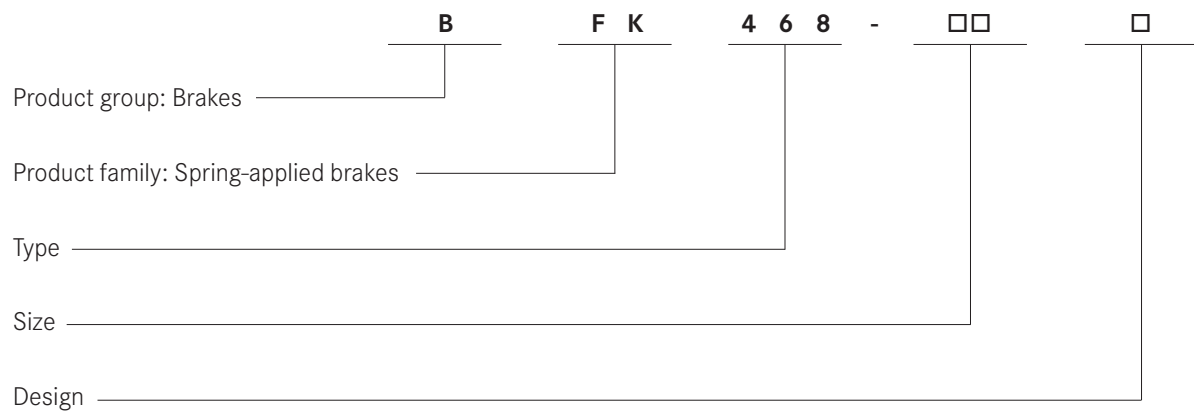 B F K 4 6 8 - □□ □
Product group: Brakes
Product family: Spring-applied brakes
Type
Size
Design